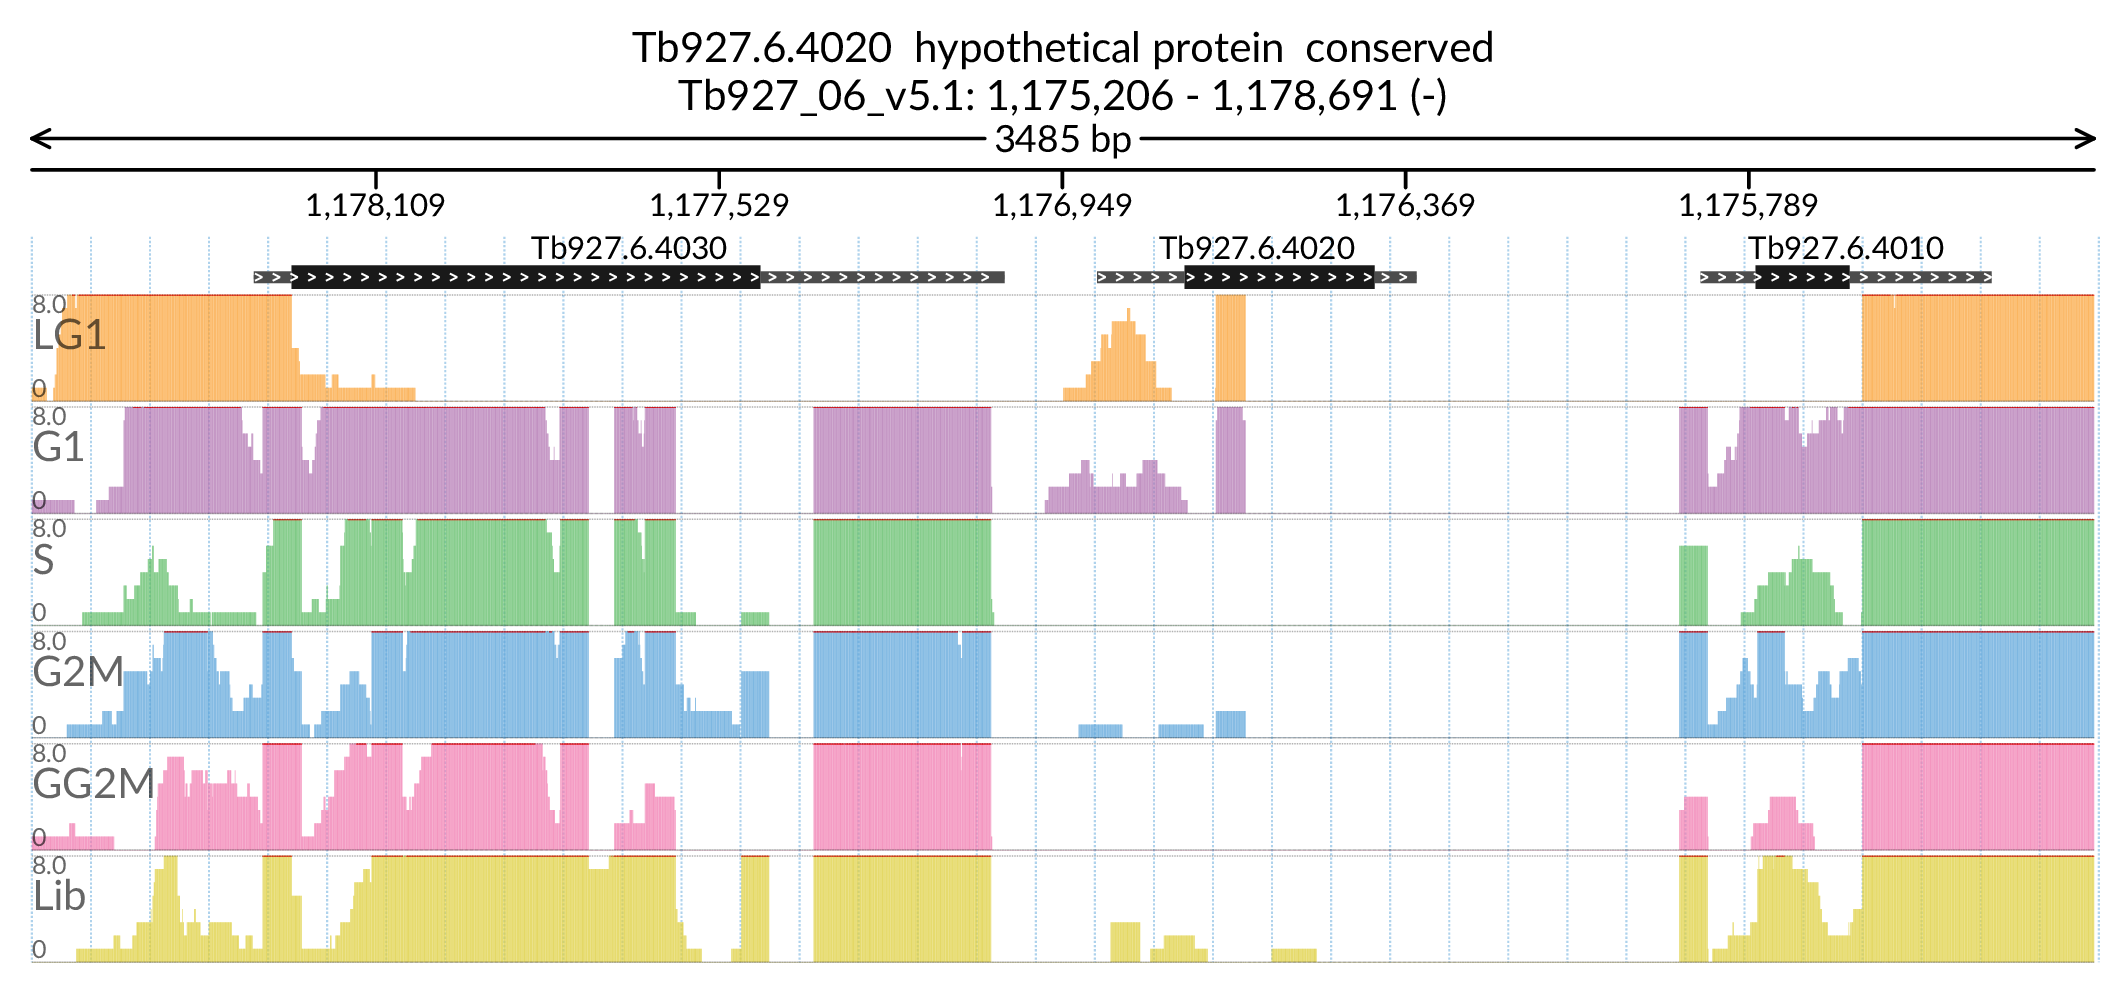 Tb927.6.4020  hypothetical protein  conserved
Tb927_06_v5.1: 1,175,206 - 1,178,691 (-)
3485 bp
1,178,109 1,177,529 1,176,949 1,176,369 1,175,789
Tb927.6.4030 Tb927.6.4020 Tb927.6.4010
8.0
LG1
0
8.0
G1
0
8.0
S
0
8.0
G2M
0
8.0
GG2M
0
8.0
Lib
0